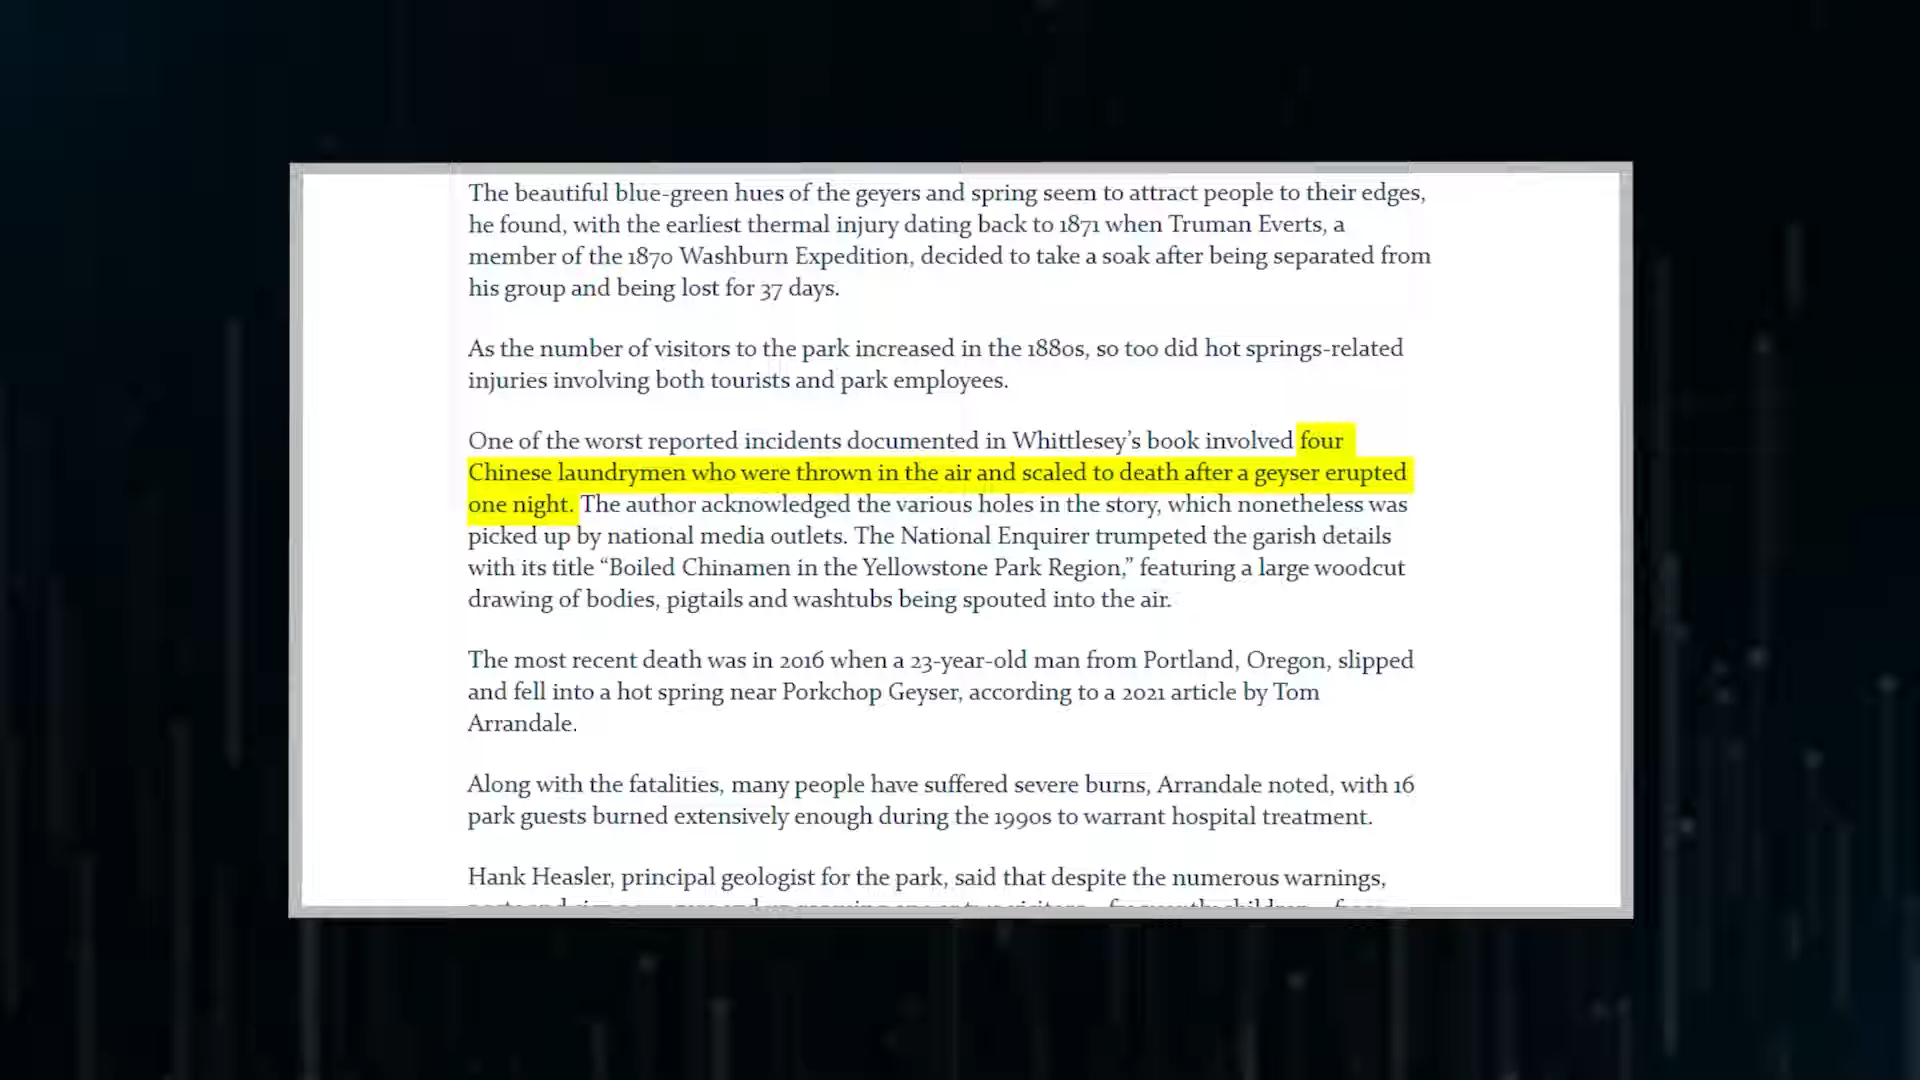 The beautiful blue-green hues of the geyers and spring seem to attract people to their edges,
he found, with the earliest thermal injury dating back to 1871 when Truman Everts, a
member of the 1870 Washburn Expedition, decided to take a soak after being separated from
his group and being lost for 37 days.
As the number of visitors to the park increased in the 1880s, so too did hot springs-related
injuries involving both tourists and park employees.
One of the worst reported incidents documented in Whittlesey’s book involved four
Chinese laundrymen who were thrown in the air and scaled to death after a geyser erupted
one night. The author acknowledged the various holes in the story, which nonetheless was
picked up by national media outlets. The National Enquirer trumpeted the garish details
with its title “Boiled Chinamen in the Yellowstone Park Region,” featuring a large woodcut
drawing of bodies, pigtails and washtubs being spouted into the air.
The most recent death was in 2016 when a 23-year-old man from Portland, Oregon, slipped
and fell into a hot spring near Porkchop Geyser, according to a 2021 article by Tom
Arrandale.
Along with the fatalities, many people have suffered severe burns, Arrandale noted, with 16
park guests burned extensively enough during the 1990s to warrant hospital treatment.
Hank Heasler, principal geologist for the park, said that despite the numerous warnings,